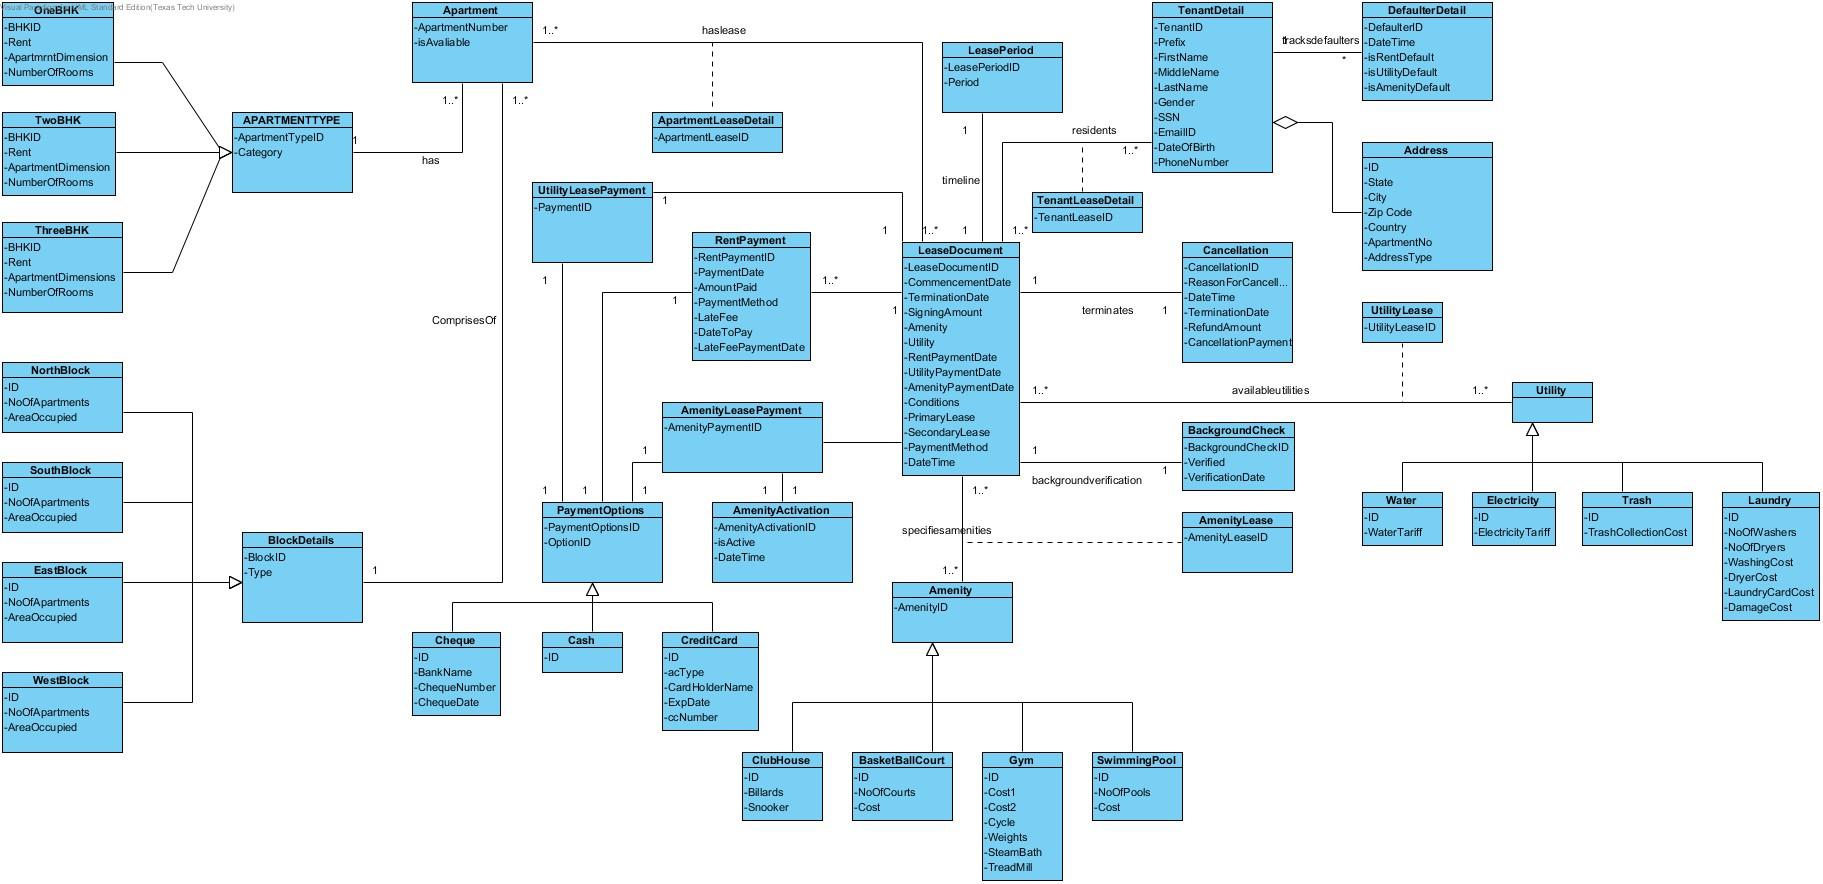 Visual Paradigm for UML Standard Edition(Texas Tech University)
OneBHK
-BHKID
-Rent
-ApartmrntDimension
-NumberOfRooms
TwoBHK
-BHKID
-Rent
-ApartmentDimension
-NumberOfRooms
ThreeBHK
-BHKID
-Rent
-ApartmentDimensions
-NumberOfRooms
APARTMENTTYPE
-ApartmentTypeID
-Category
1
has
1..*
Apartment
-ApartmentNumber
-isAvaliable
1..*
1..*
haslease
ApartmentLeaseDetail
-ApartmentLeaseID
LeasePeriod
-LeasePeriodID
-Period
1
timeline
1
TenantDetail
-TenantID
-Prefix
-FirstName
-MiddleName
-LastName
-Gender
-SSN
-EmailID
-DateOfBirth
-PhoneNumber
tracksdefaulters
*
DefaulterDetail
-DefaulterID
-DateTime
-isRentDefault
-isUtilityDefault
-isAmenityDefault
Address
-ID
-State
-City
-Zip Code
-Country
-ApartmentNo
-AddressType
residents
1..*
TenantLeaseDetail
-TenantLeaseID
1..*
UtilityLeasePayment
-PaymentID
1
1
1..*
1
RentPayment
-RentPaymentID
-PaymentDate
-AmountPaid
-PaymentMethod
-LateFee
-DateToPay
-LateFeePaymentDate
1..*
1
1
LeaseDocument
-LeaseDocumentID
-CommencementDate
-TerminationDate
-SigningAmount
-Amenity
-Utility
-RentPaymentDate
-UtilityPaymentDate
-AmenityPaymentDate
-Conditions
-PrimaryLease
-SecondaryLease
-PaymentMethod
-DateTime
Cancellation
-CancellationID
-ReasonForCancell...
-DateTime
-TerminationDate
-RefundAmount
-CancellationPayment
1
terminates
1
UtilityLease
-UtilityLeaseID
1..*
availableutilities
1..*
Utility
BackgroundCheck
-BackgroundCheckID
-Verified
-VerificationDate
1
1
backgroundverification
AmenityLease
-AmenityLeaseID
1..*
specifiesamenities
1..*
Water
-ID
-WaterTariff
Electricity
-ID
-ElectricityTariff
Trash
-ID
-TrashCollectionCost
Laundry
-ID
-NoOfWashers
-NoOfDryers
-WashingCost
-DryerCost
-LaundryCardCost
-DamageCost
ComprisesOf
NorthBlock
-ID
-NoOfApartments
-AreaOccupied
SouthBlock
-ID
-NoOfApartments
-AreaOccupied
EastBlock
-ID
-NoOfApartments
-AreaOccupied
WestBlock
-ID
-NoOfApartments
-AreaOccupied
BlockDetails
-BlockID
-Type
1
AmenityLeasePayment
-AmenityPaymentID
1
1
1
1
1
1
PaymentOptions
-PaymentOptionsID
-OptionID
AmenityActivation
-AmenityActivationID
-isActive
-DateTime
Cheque
-ID
-BankName
-ChequeNumber
-ChequeDate
Cash
-ID
CreditCard
-ID
-acType
-CardHolderName
-ExpDate
-ccNumber
Amenity
-AmenityID
ClubHouse
-ID
-Billards
-Snooker
BasketBallCourt
-ID
-NoOfCourts
-Cost
Gym
-ID
-Cost1
-Cost2
-Cycle
-Weights
-SteamBath
-TreadMill
SwimmingPool
-ID
-NoOfPools
-Cost